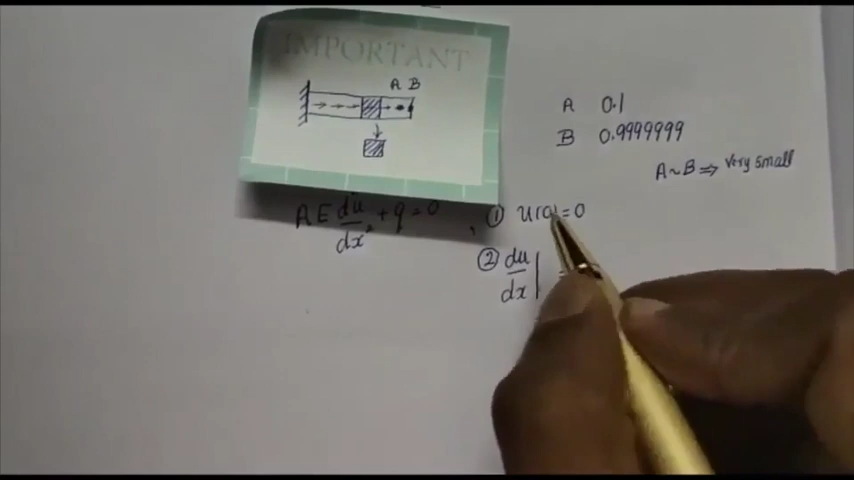 IMPORTANT
A B
A 0.1
B 0.9999999
A~B ⇒ very small
AE d²u/dx² + q = 0 , ① u(0)=0
② du/dx | =